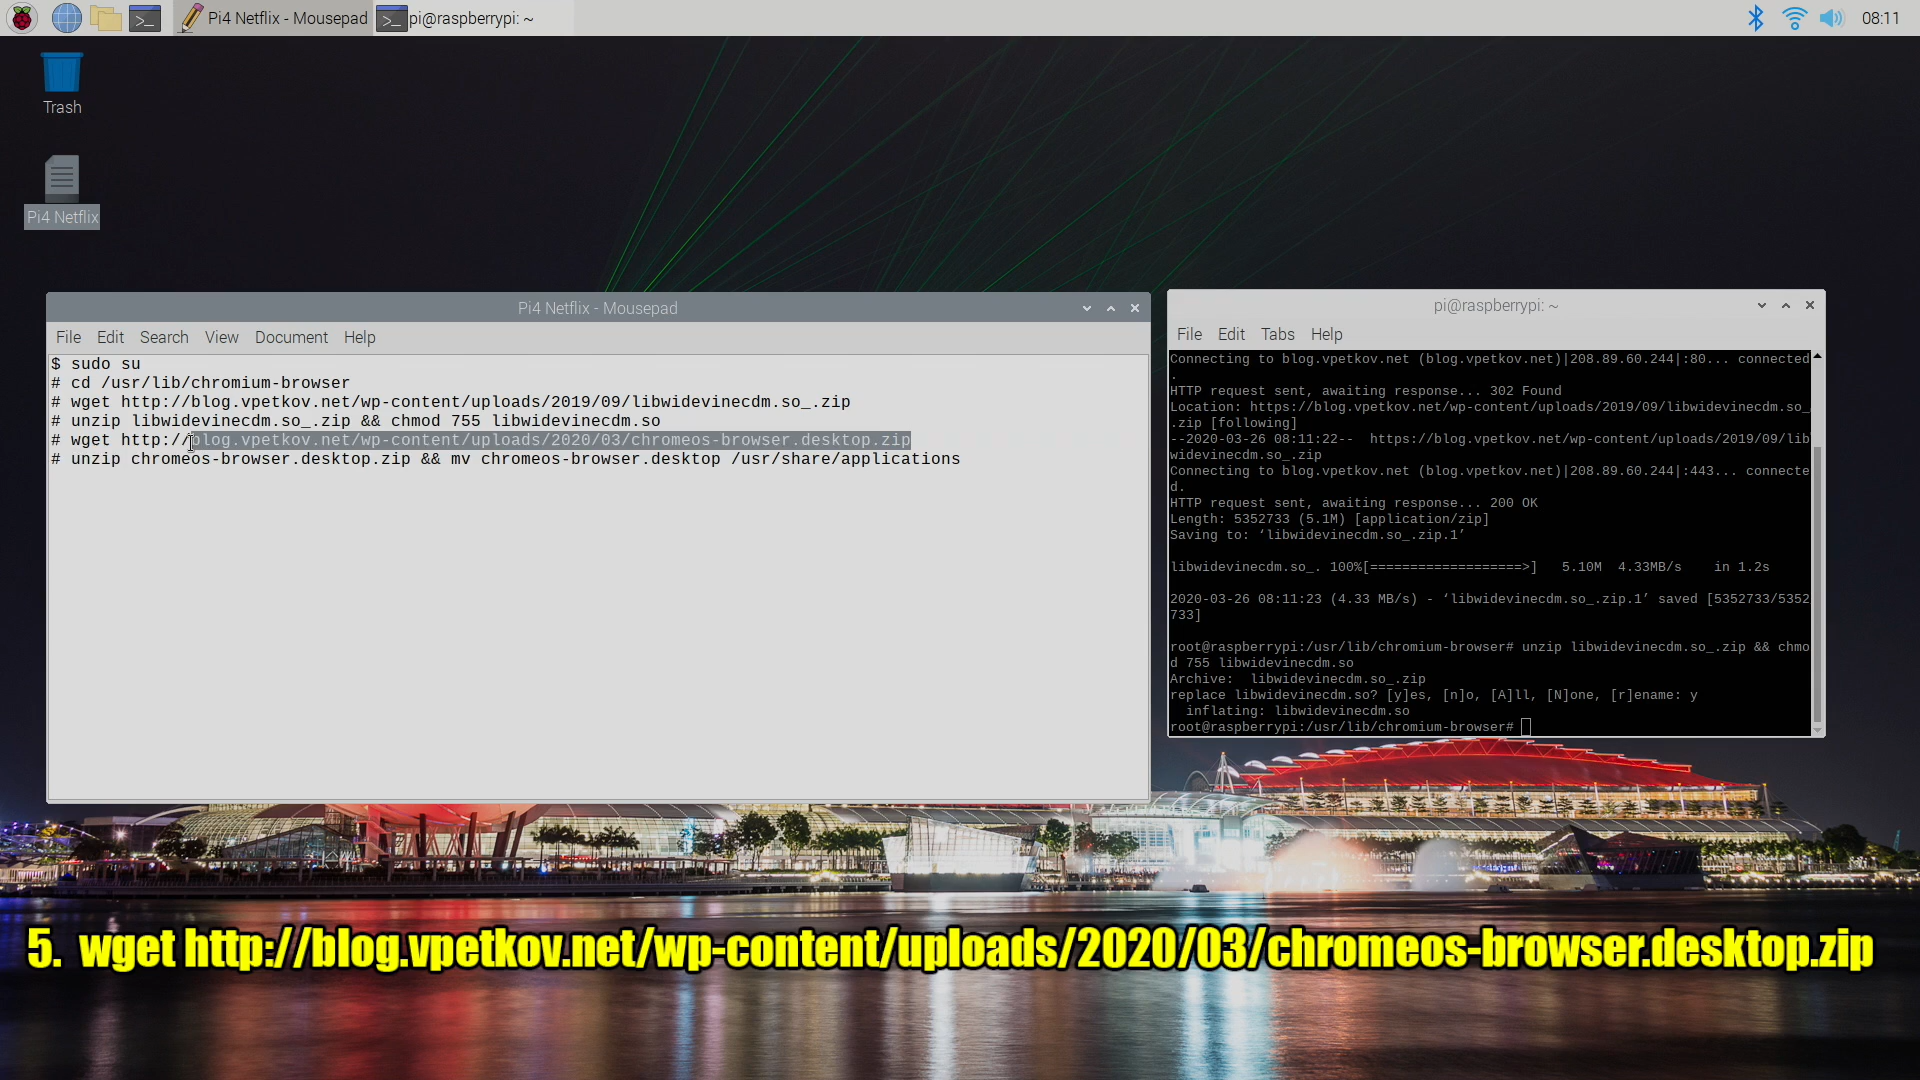 Pi4 Netflix - Mousepad
pi@raspberrypi: ~
08:11
Trash
Pi4 Netflix
Pi4 Netflix - Mousepad
File Edit Search View Document Help
$ sudo su
# cd /usr/lib/chromium-browser
# wget http://blog.vpetkov.net/wp-content/uploads/2019/09/libwidevinecdm.so_.zip
# unzip libwidevinecdm.so_.zip && chmod 755 libwidevinecdm.so
# wget http://blog.vpetkov.net/wp-content/uploads/2020/03/chromeos-browser.desktop.zip
# unzip chromeos-browser.desktop.zip && mv chromeos-browser.desktop /usr/share/applications
pi@raspberrypi: ~
File Edit Tabs Help
Connecting to blog.vpetkov.net (blog.vpetkov.net)|208.89.60.244|:80... connected
.
HTTP request sent, awaiting response... 302 Found
Location: https://blog.vpetkov.net/wp-content/uploads/2019/09/libwidevinecdm.so_
.zip [following]
--2020-03-26 08:11:22--  https://blog.vpetkov.net/wp-content/uploads/2019/09/lib
widevinecdm.so_.zip
Connecting to blog.vpetkov.net (blog.vpetkov.net)|208.89.60.244|:443... connecte
d.
HTTP request sent, awaiting response... 200 OK
Length: 5352733 (5.1M) [application/zip]
Saving to: ‘libwidevinecdm.so_.zip.1’
libwidevinecdm.so_. 100%[===================>]   5.10M  4.33MB/s    in 1.2s
2020-03-26 08:11:23 (4.33 MB/s) - ‘libwidevinecdm.so_.zip.1’ saved [5352733/5352
733]
root@raspberrypi:/usr/lib/chromium-browser# unzip libwidevinecdm.so_.zip && chmo
d 755 libwidevinecdm.so
Archive:  libwidevinecdm.so_.zip
replace libwidevinecdm.so? [y]es, [n]o, [A]ll, [N]one, [r]ename: y
  inflating: libwidevinecdm.so
root@raspberrypi:/usr/lib/chromium-browser#
5. wget http://blog.vpetkov.net/wp-content/uploads/2020/03/chromeos-browser.desktop.zip